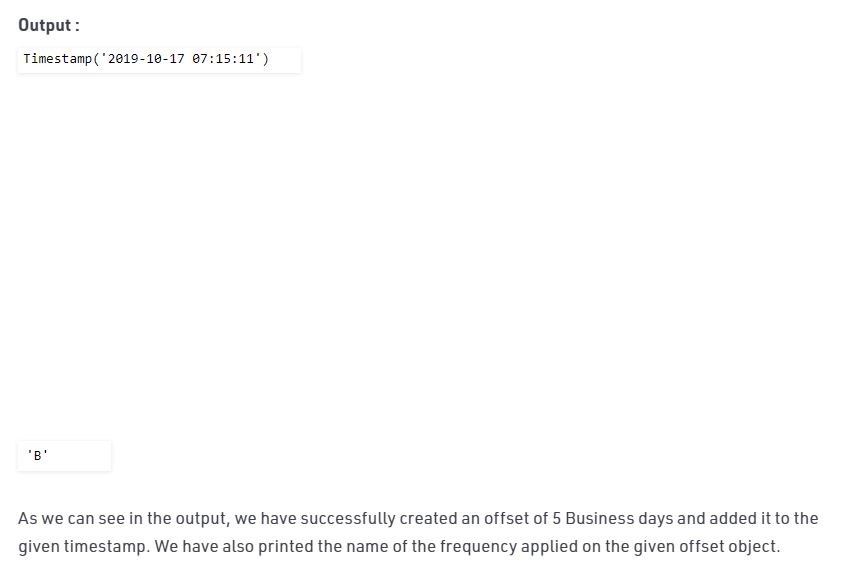 Output :
Timestamp('2019-10-17 07:15:11')
'B'
As we can see in the output, we have successfully created an offset of 5 Business days and added it to the
given timestamp. We have also printed the name of the frequency applied on the given offset object.